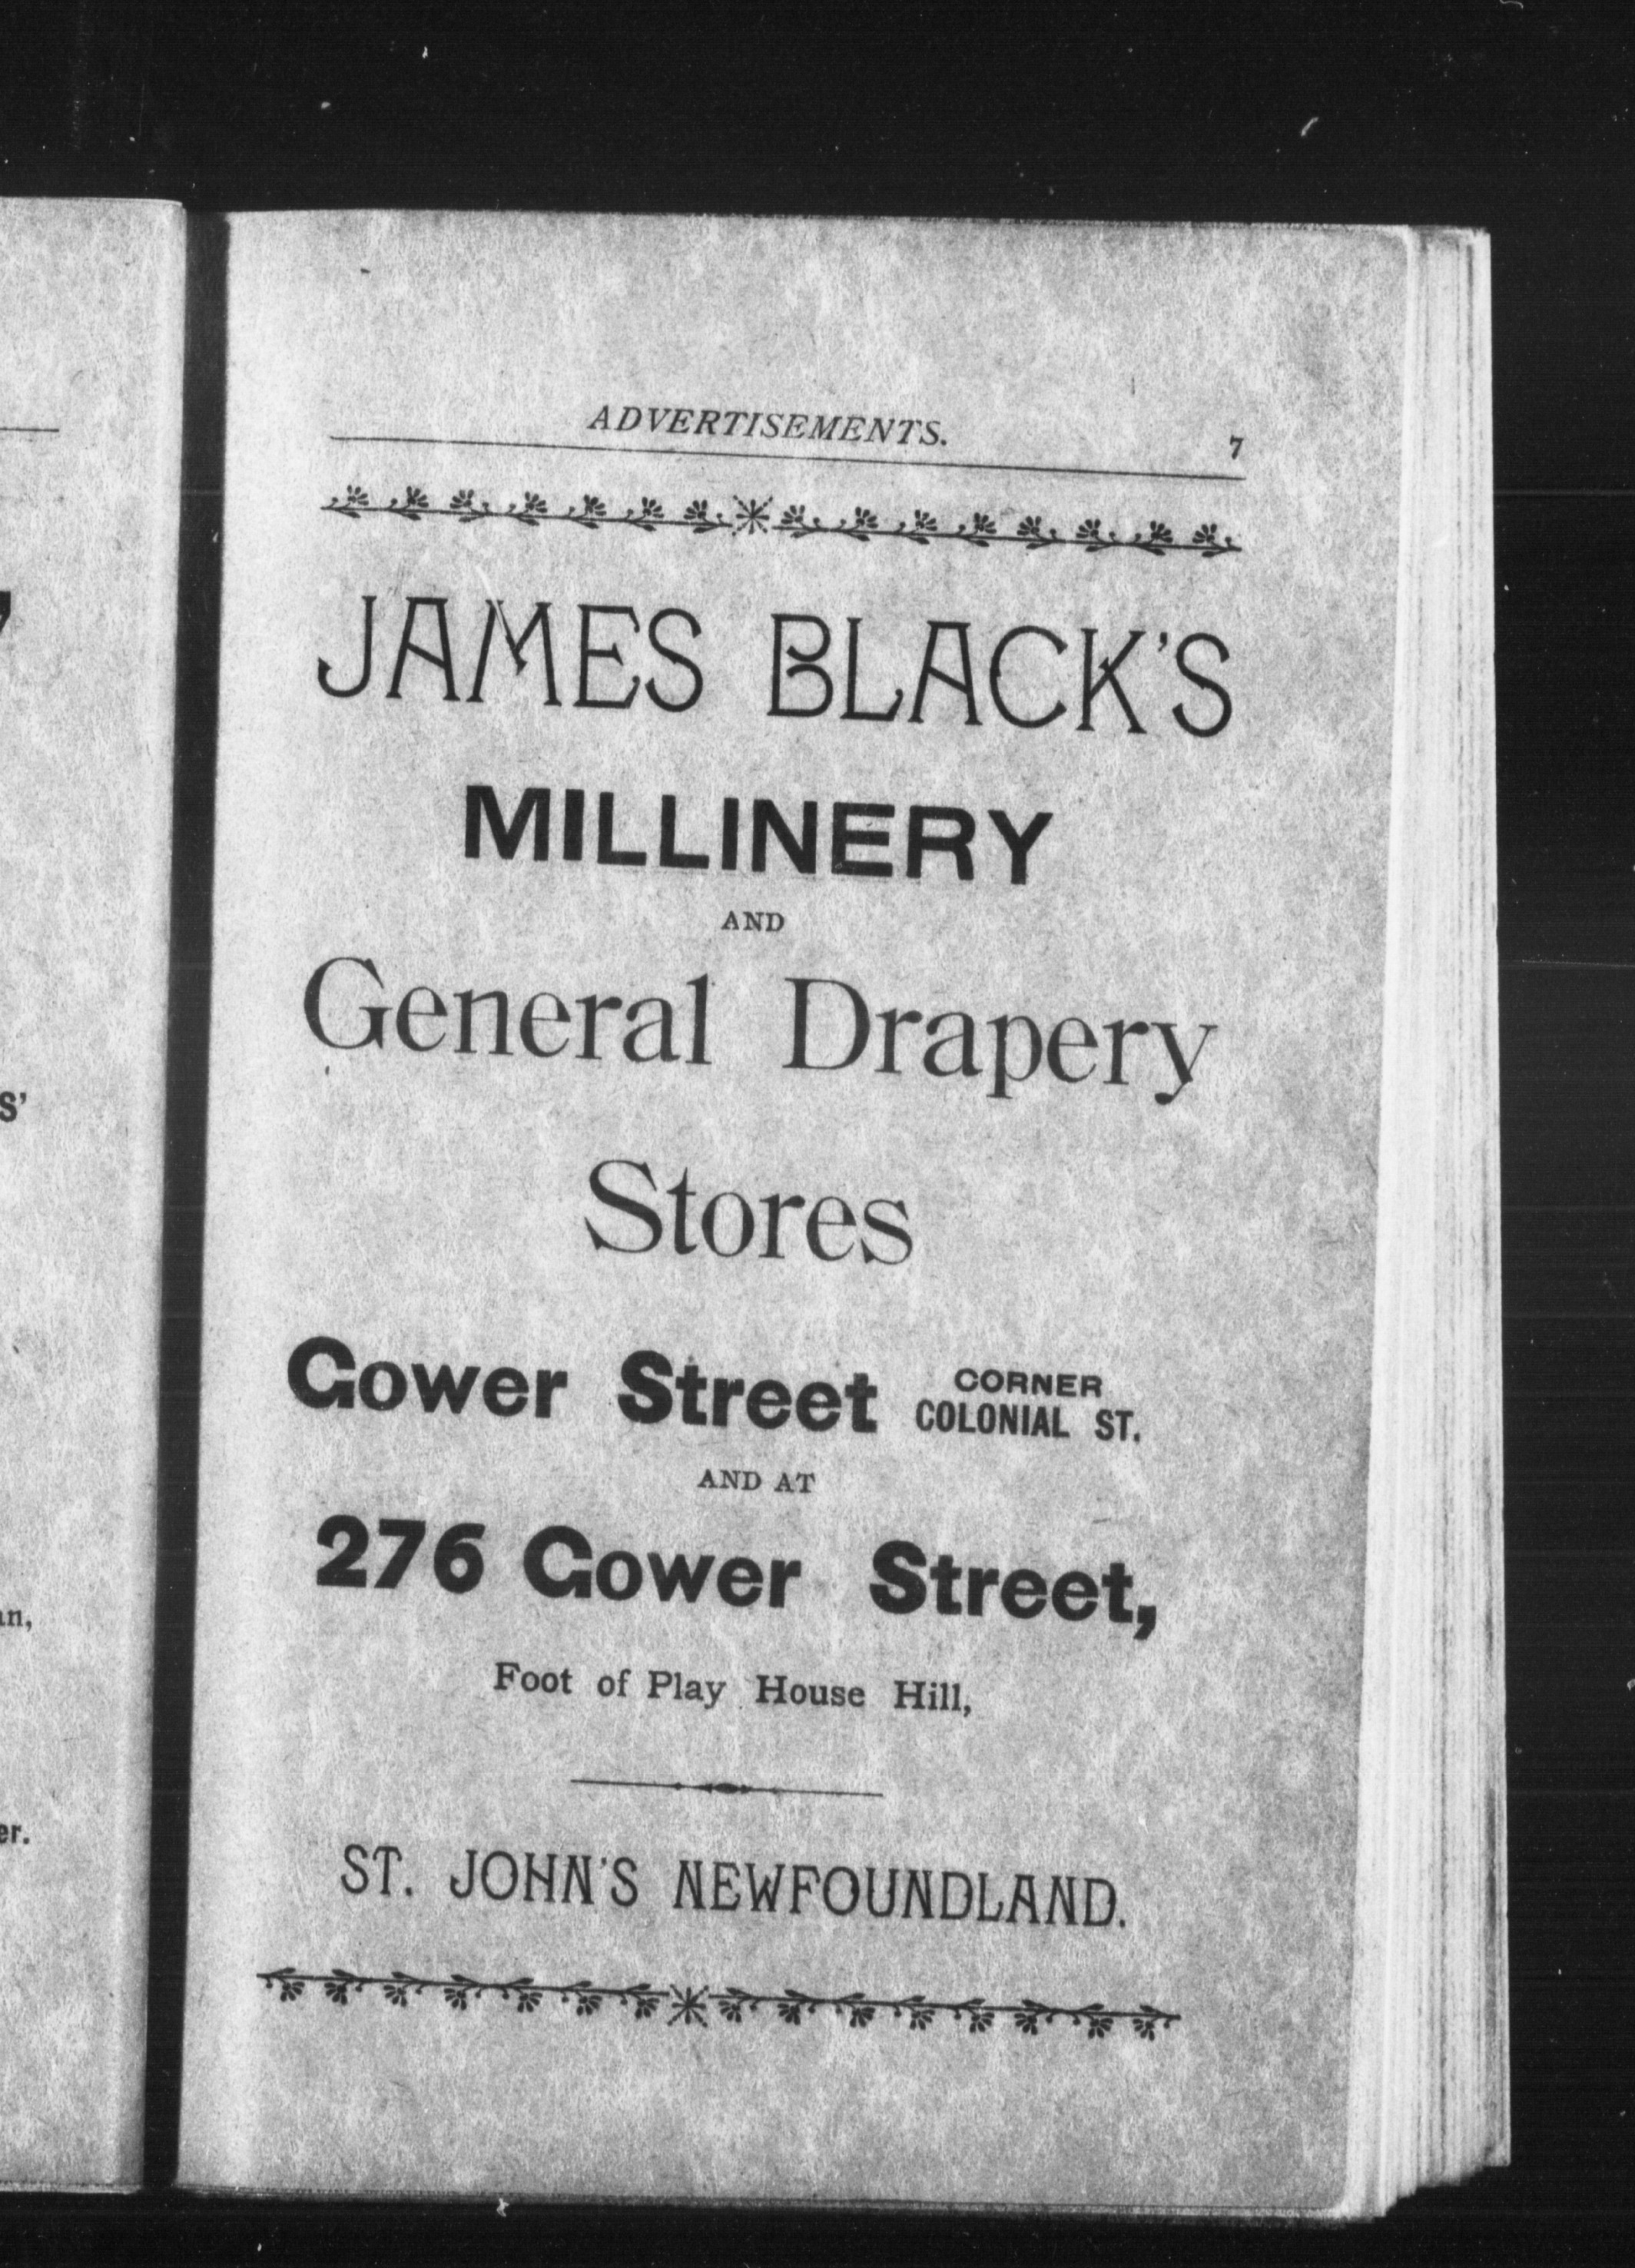 ADVERTISEMENTS. 7
JAMES BLACK'S
MILLINERY
AND
General Drapery
Stores
Gower Street CORNER
COLONIAL ST.
AND AT
276 Gower Street,
Foot of Play House Hill,
ST. JOHN'S NEWFOUNDLAND.